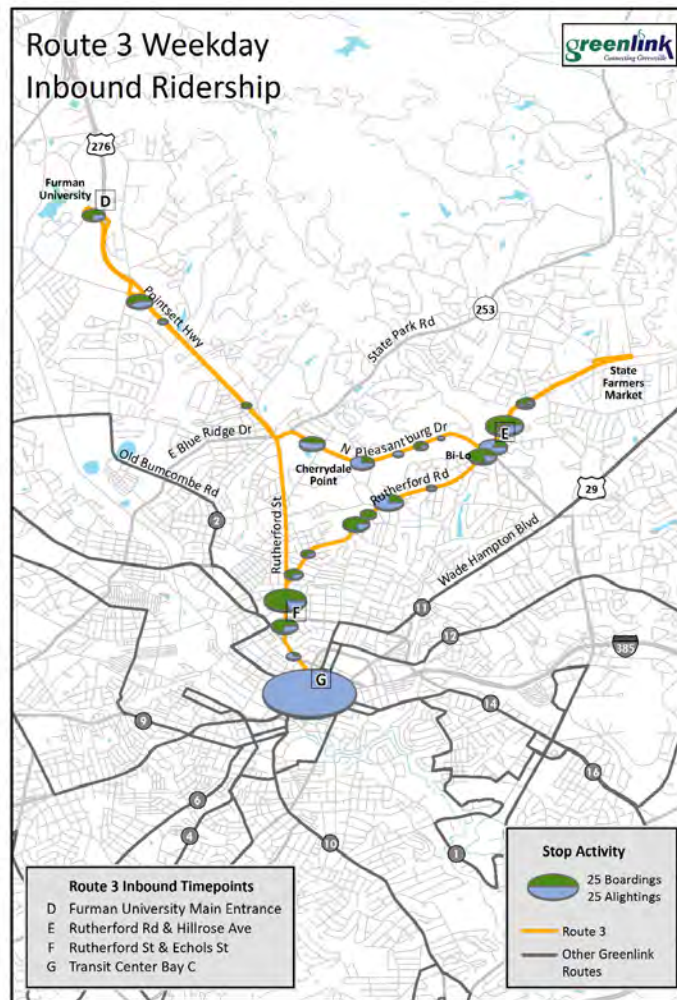 Route 3 Weekday
Inbound Ridership
greenlink
Connecting Greenville
276
Furman
University
D
Pointsett Hwy
253
State Park Rd
State
Farmers
Market
E Blue Ridge Dr
N Pleasantburg Dr
E
Cherrydale
Point
Bi-Lo
Old Bumcombe Rd
Rutherford Rd
29
2
Rutherford St
Wade Hampton Blvd
F
11
12
385
G
9
14
16
6
4
10
1
Route 3 Inbound Timepoints
D Furman University Main Entrance
E Rutherford Rd & Hillrose Ave
F Rutherford St & Echols St
G Transit Center Bay C
Stop Activity
25 Boardings
25 Alightings
Route 3
Other Greenlink
Routes